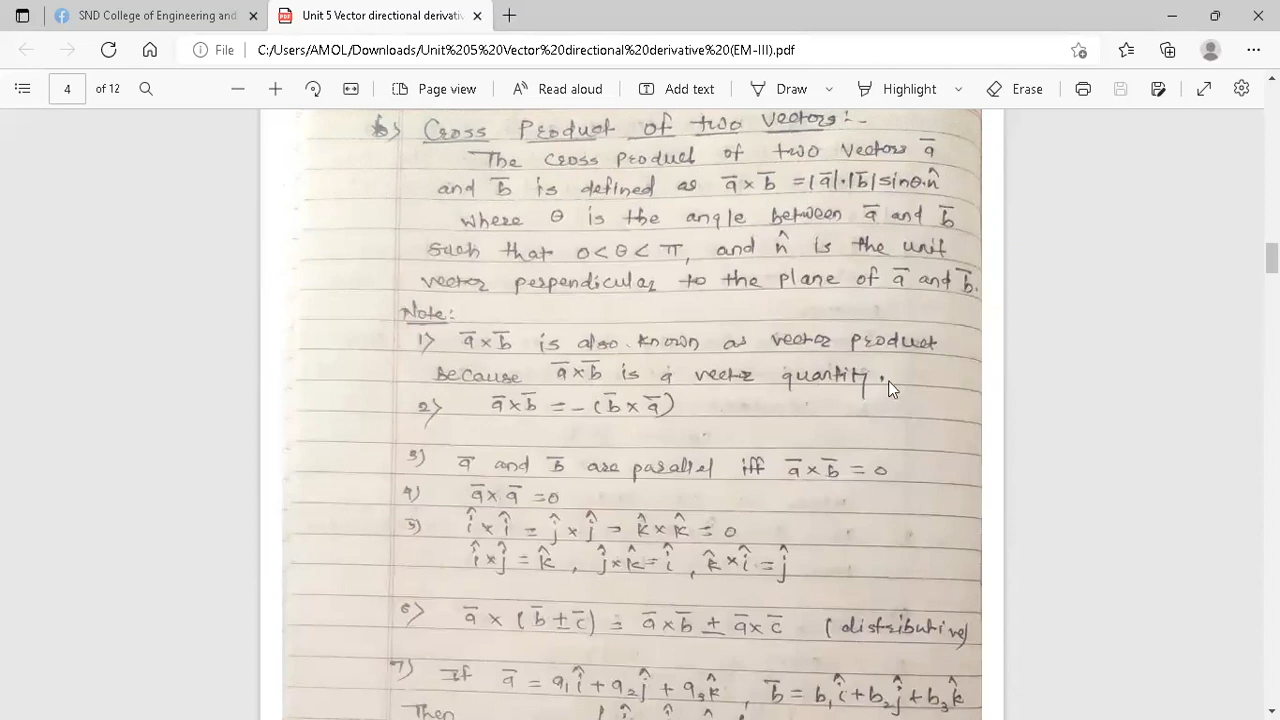 SND College of Engineering and
Unit 5 Vector directional derivativ
File
C:/Users/AMOL/Downloads/Unit%205%20Vector%20directional%20derivative%20(EM-III).pdf
4 of 12
Page view
Read aloud
Add text
Draw
Highlight
Erase
b) Cross Product of two vectors:-
The cross product of two vectors a̅
and b̅ is defined as a̅ × b̅ = |a̅|·|b̅| sinθ·n̂
where θ is the angle between a̅ and b̅
such that 0 < θ < π, and n̂ is the unit
vector perpendicular to the plane of a̅ and b̅.
Note:
1) a̅ × b̅ is also known as vector product
because a̅ × b̅ is a vector quantity.
2) a̅ × b̅ = - (b̅ × a̅)
3) a̅ and b̅ are parallel iff a̅ × b̅ = 0
4) a̅ × a̅ = 0
5) î × î = ĵ × ĵ = k̂ × k̂ = 0
î × ĵ = k̂, ĵ × k̂ = î, k̂ × î = ĵ
6) a̅ × (b̅ ± c̅) = a̅ × b̅ ± a̅ × c̅ (distributive)
7) If a̅ = a₁î + a₂ĵ + a₃k̂, b̅ = b₁î + b₂ĵ + b₃k̂
Then